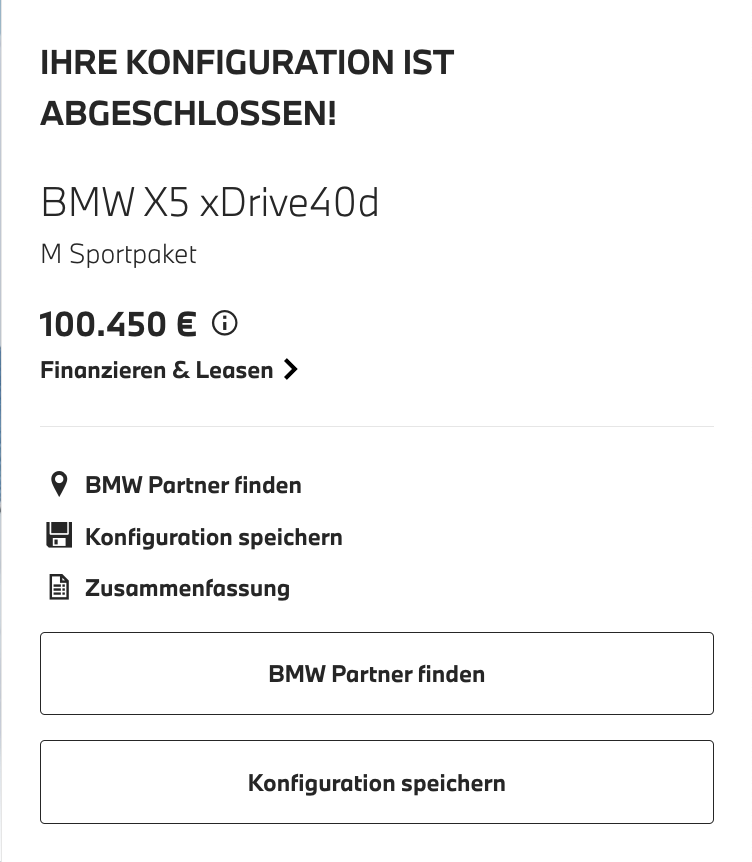 IHRE KONFIGURATION IST
ABGESCHLOSSEN!
BMW X5 xDrive40d
M Sportpaket
100.450 €
Finanzieren & Leasen
BMW Partner finden
Konfiguration speichern
Zusammenfassung
BMW Partner finden
Konfiguration speichern